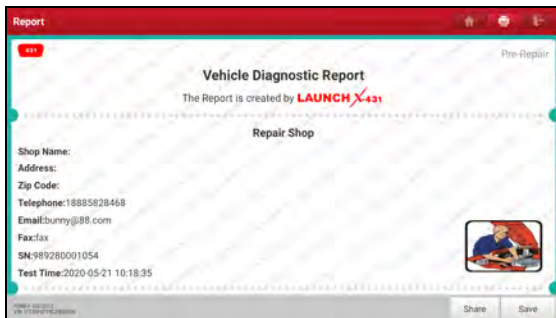 Report
431
Pre-Repair
Vehicle Diagnostic Report
The Report is created by LAUNCH X-431
Repair Shop
Shop Name:
Address:
Zip Code:
Telephone:18885828468
Email:bunny@88.com
Fax:fax
SN:989280001054
Test Time:2020-05-21 10:18:35
Share Save